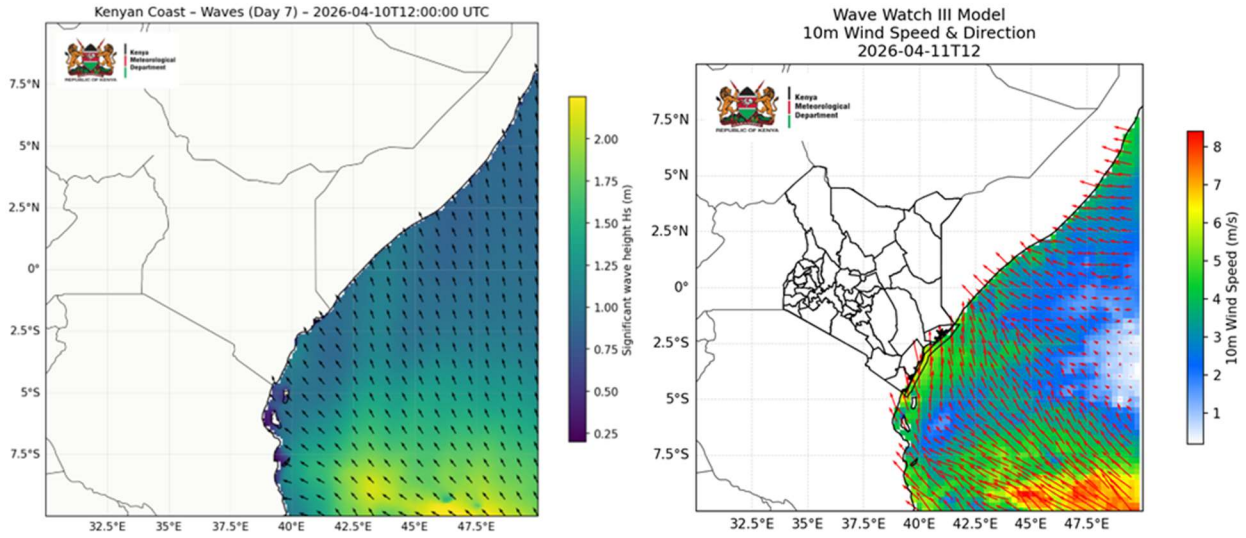 Kenyan Coast – Waves (Day 7) – 2026-04-10T12:00:00 UTC
Kenya
Meteorological
Department
REPUBLIC OF KENYA
7.5°N
5°N
2.5°N
0°
2.5°S
5°S
7.5°S
32.5°E 35°E 37.5°E 40°E 42.5°E 45°E 47.5°E
2.00
1.75
1.50
1.25
1.00
0.75
0.50
0.25
Significant wave height Hs (m)
Wave Watch III Model
10m Wind Speed & Direction
2026-04-11T12
Kenya
Meteorological
Department
REPUBLIC OF KENYA
7.5°N
5°N
2.5°N
0°
2.5°S
5°S
7.5°S
32.5°E 35°E 37.5°E 40°E 42.5°E 45°E 47.5°E
8
7
6
5
4
3
2
1
10m Wind Speed (m/s)